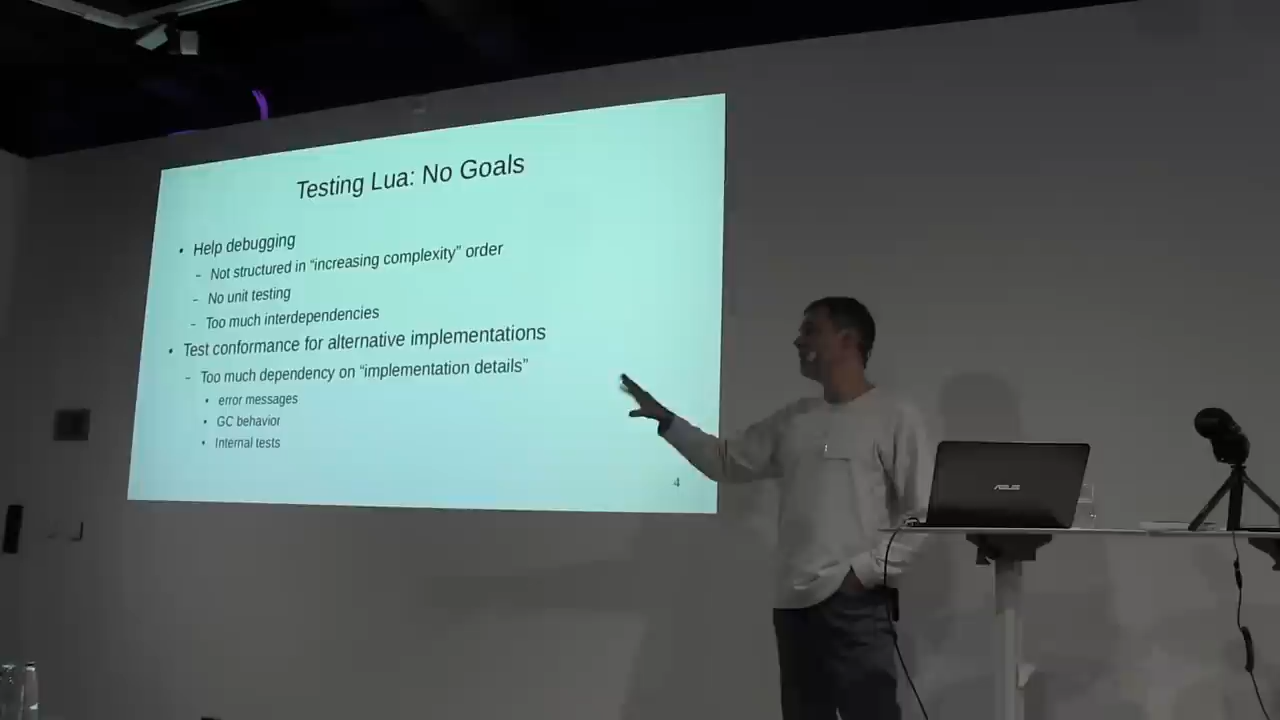 Testing Lua: No Goals
• Help debugging
- Not structured in “increasing complexity” order
- No unit testing
- Too much interdependencies
• Test conformance for alternative implementations
- Too much dependency on “implementation details”
• error messages
• GC behavior
• Internal tests
4
ASUS